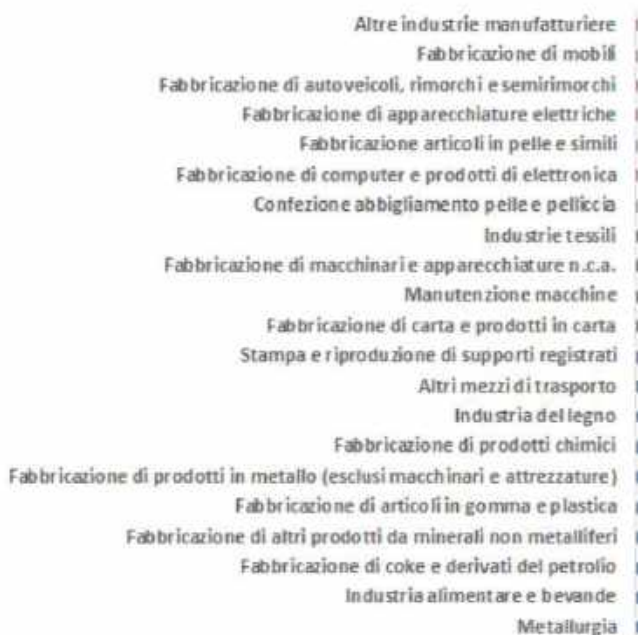 Altre industrie manufatturiere
Fabbricazione di mobili
Fabbricazione di autoveicoli, rimorchi e semirimorchi
Fabbricazione di apparecchiature elettriche
Fabbricazione articoli in pelle e simili
Fabbricazione di computer e prodotti di elettronica
Confezione abbigliamento pelle e pelliccia
Industrie tessili
Fabbricazione di macchinari e apparecchiature n.c.a.
Manutenzione macchine
Fabbricazione di carta e prodotti in carta
Stampa e riproduzione di supporti registrati
Altri mezzi di trasporto
Industria del legno
Fabbricazione di prodotti chimici
Fabbricazione di prodotti in metallo (esclusi macchinari e attrezzature)
Fabbricazione di articoli in gomma e plastica
Fabbricazione di altri prodotti da minerali non metalliferi
Fabbricazione di coke e derivati del petrolio
Industria alimentare e bevande
Metallurgia